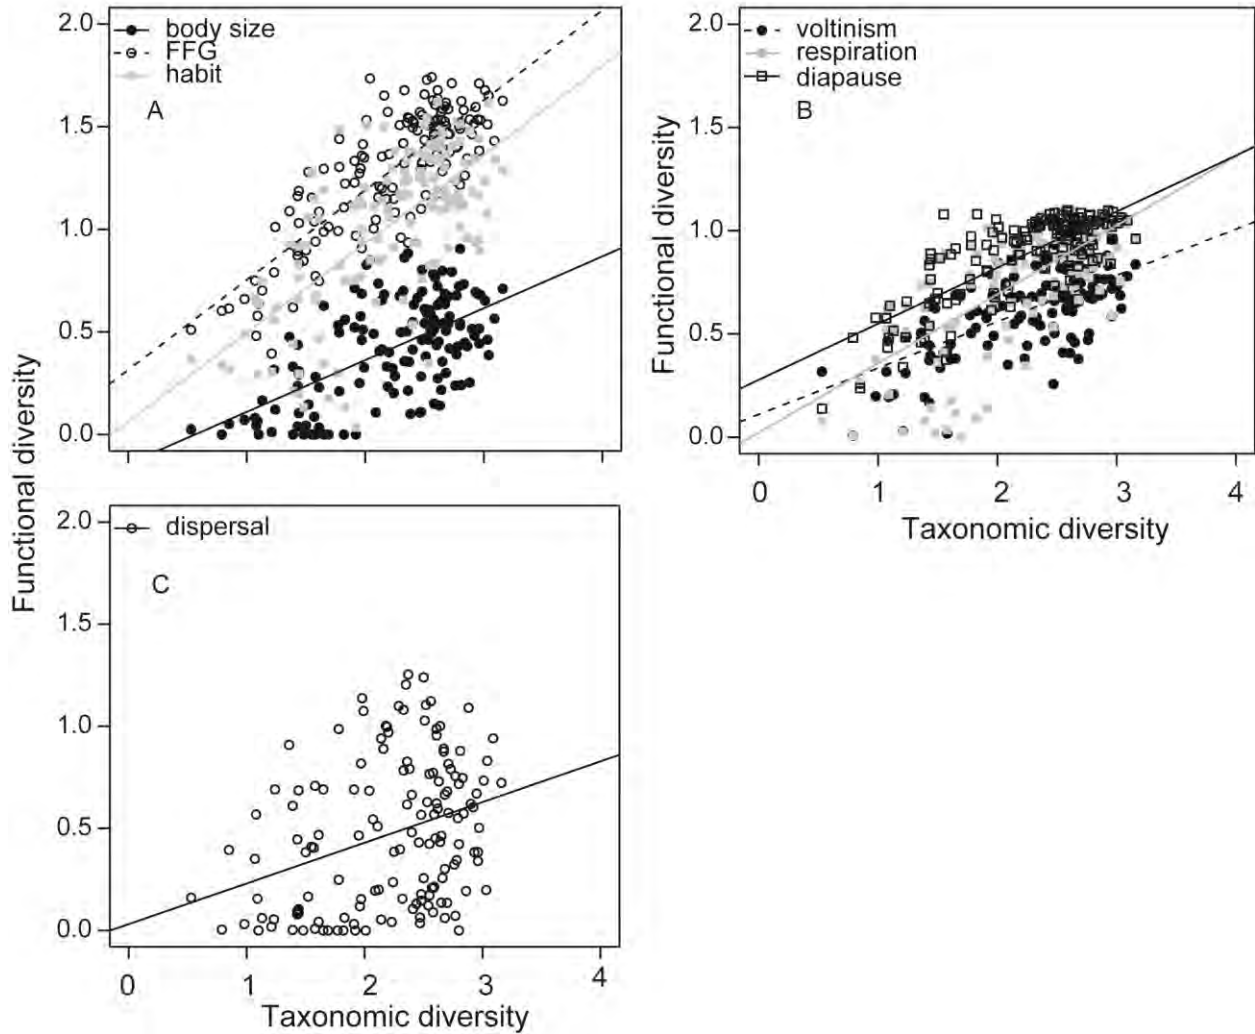 2.0
1.5
1.0
0.5
0.0
body size
FFG
habit
A
Functional diversity
2.0
1.5
1.0
0.5
0.0
voltinism
respiration
diapause
B
Functional diversity
0 1 2 3 4
Taxonomic diversity
2.0
1.5
1.0
0.5
0.0
dispersal
C
0 1 2 3 4
Taxonomic diversity